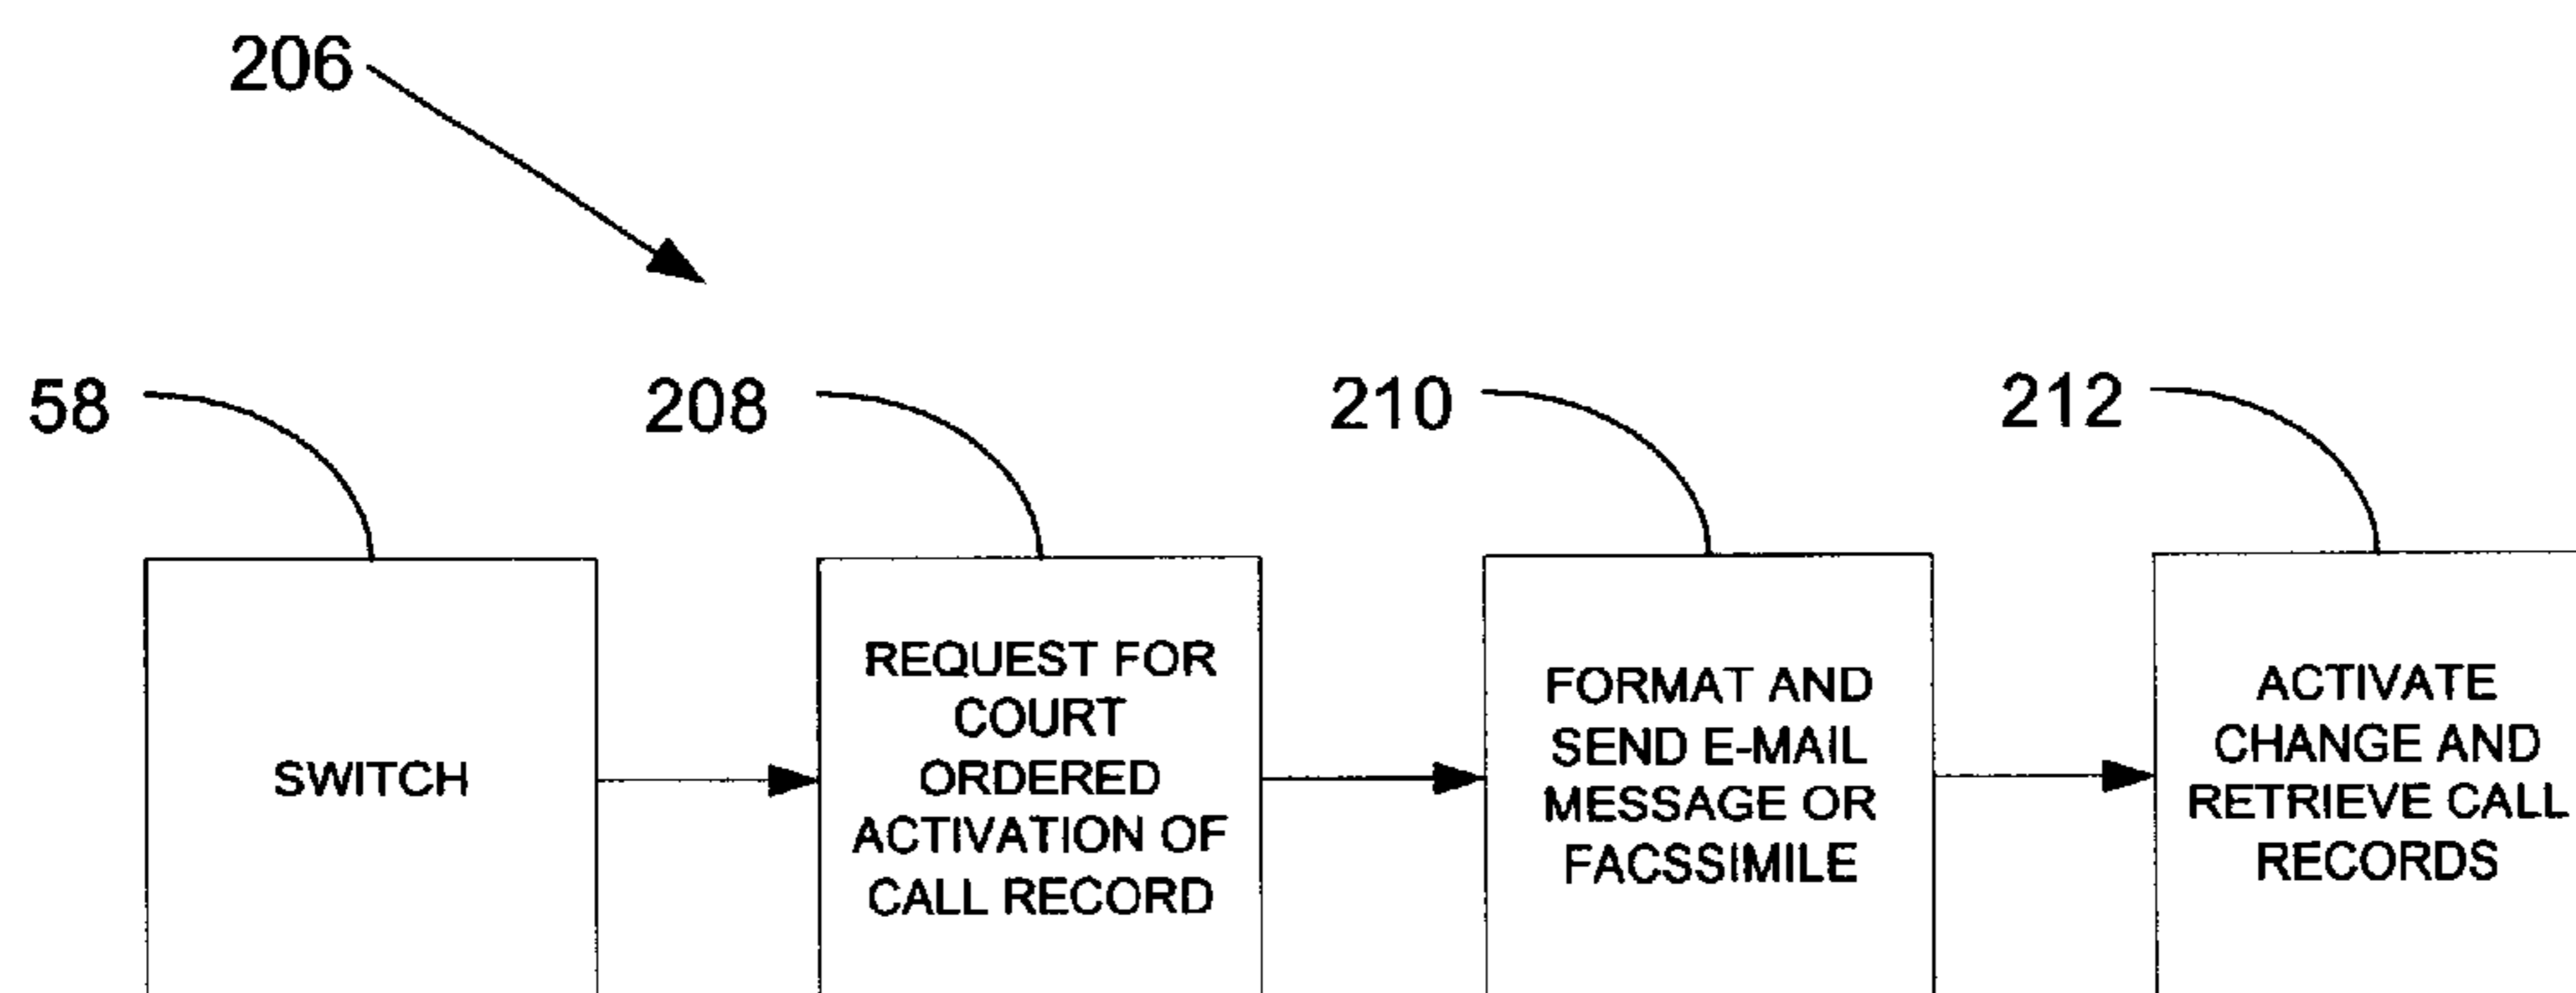 206
58
208
210
212
SWITCH
REQUEST FOR
COURT
ORDERED
ACTIVATION OF
CALL RECORD
FORMAT AND
SEND E-MAIL
MESSAGE OR
FACSSIMILE
ACTIVATE
CHANGE AND
RETRIEVE CALL
RECORDS